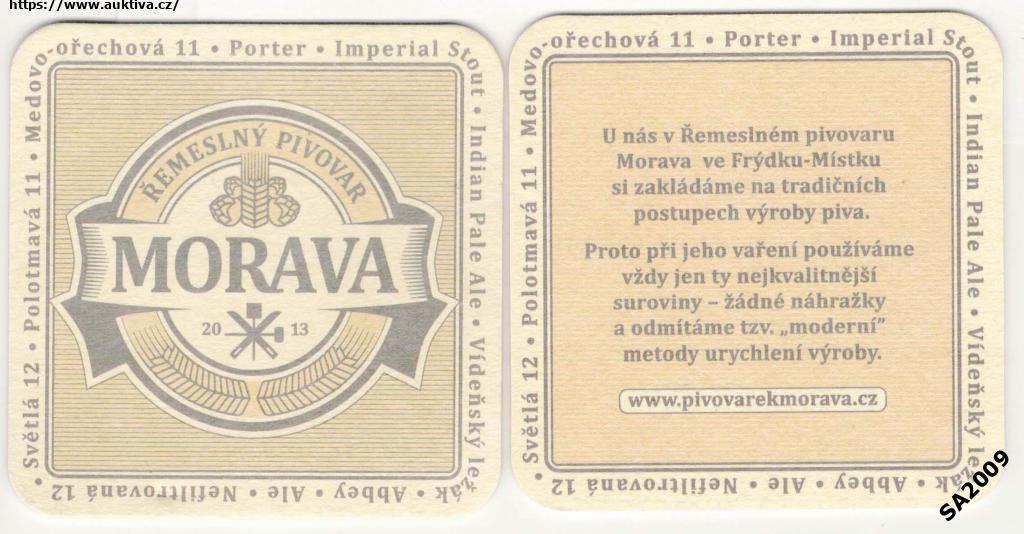 https://www.auktiva.cz/
Světlá 12 • Polotmavá 11 • Medovo-ořechová 11 • Porter • Imperial Stout • Indian Pale Ale • Vídeňský ležák • Abbey • Ale • Nefiltrovaná 12 •
ŘEMESLNÝ PIVOVAR
MORAVA
20 13
Světlá 12 • Polotmavá 11 • Medovo-ořechová 11 • Porter • Imperial Stout • Indian Pale Ale • Vídeňský ležák • Abbey • Ale • Nefiltrovaná 12 •
U nás v Řemeslném pivovaru
Morava ve Frýdku-Místku
si zakládáme na tradičních
postupech výroby piva.
Proto při jeho vaření používáme
vždy jen ty nejkvalitnější
suroviny – žádné náhražky
a odmítáme tzv. „moderní”
metody urychlení výroby.
www.pivovarekmorava.cz
SA2009